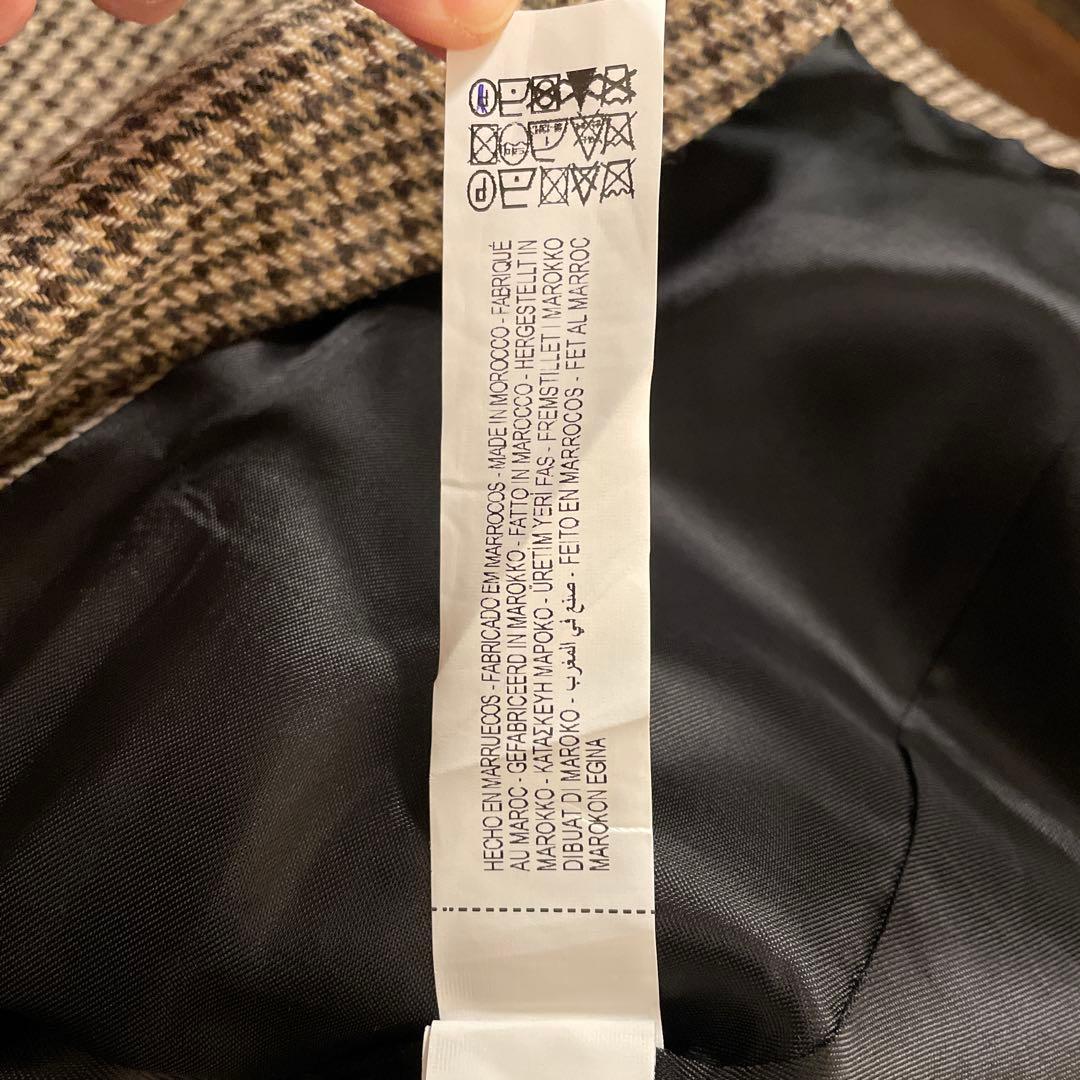 HECHO EN MARRUECOS - FABRICADO EM MARROCOS - MADE IN MOROCCO - FABRIQUÉ
AU MAROC - GEFABRICEERD IN MAROKKO - FATTO IN MAROCCO - HERGESTELLT IN
MAROKKO - ΚΑΤΑΣΚΕΥΗ ΜΑΡΟΚΟ - ÜRETİM YERİ FAS - FREMSTILLET I MAROKKO
DIBUAT DI MAROKO - صنع في المغرب - FEITO EN MARROCOS - FET AL MARROC
MAROKON EGINA